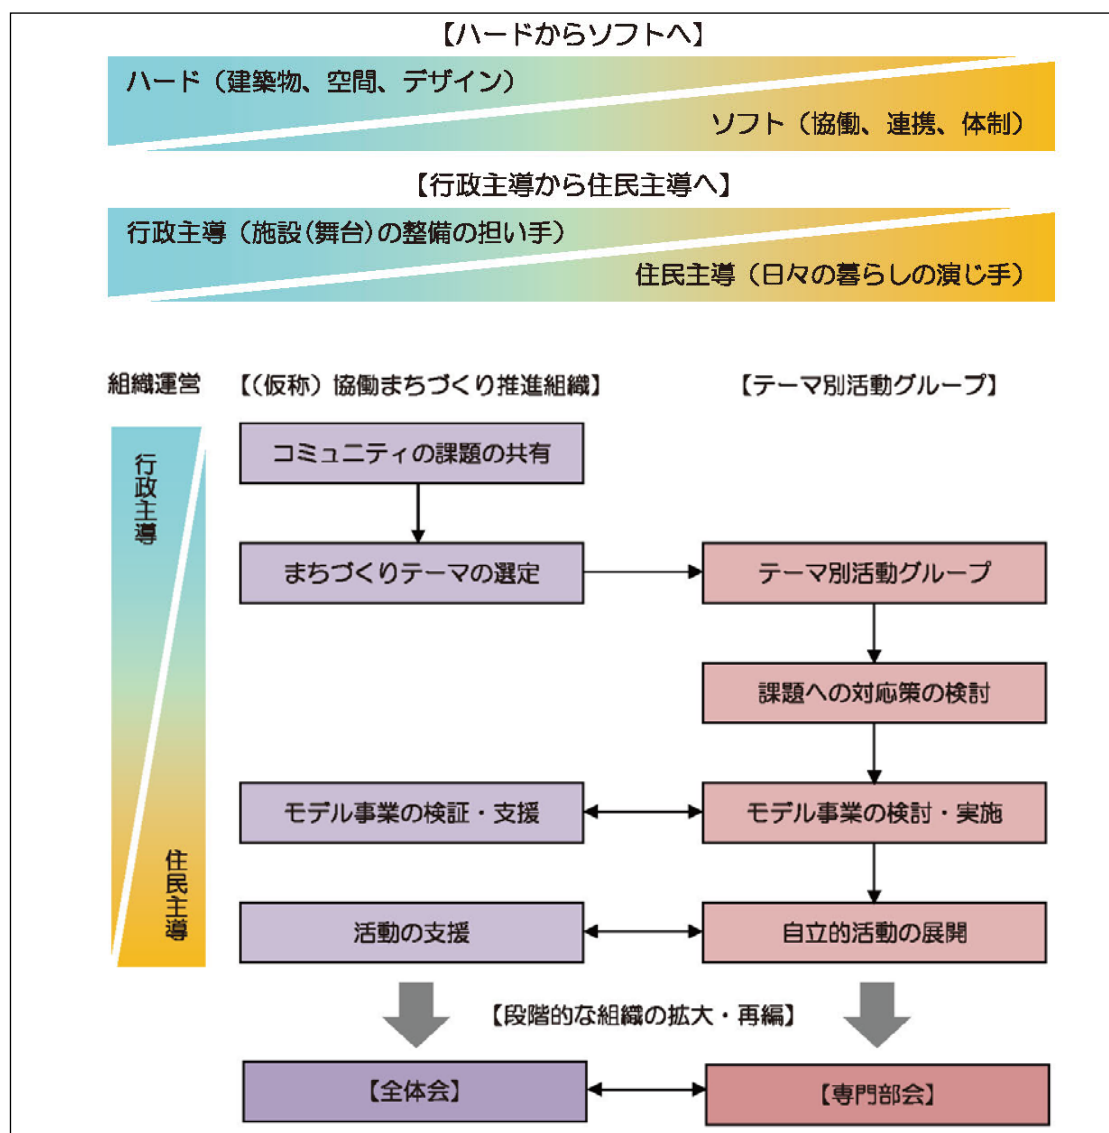 【ハードからソフトへ】
ハード（建築物、空間、デザイン）
ソフト（協働、連携、体制）
【行政主導から住民主導へ】
行政主導（施設(舞台)の整備の担い手）
住民主導（日々の暮らしの演じ手）
組織運営
【(仮称）協働まちづくり推進組織】
【テーマ別活動グループ】
行政主導
住民主導
コミュニティの課題の共有
まちづくりテーマの選定
テーマ別活動グループ
課題への対応策の検討
モデル事業の検証・支援
モデル事業の検討・実施
活動の支援
自立的活動の展開
【段階的な組織の拡大・再編】
【全体会】
【専門部会】